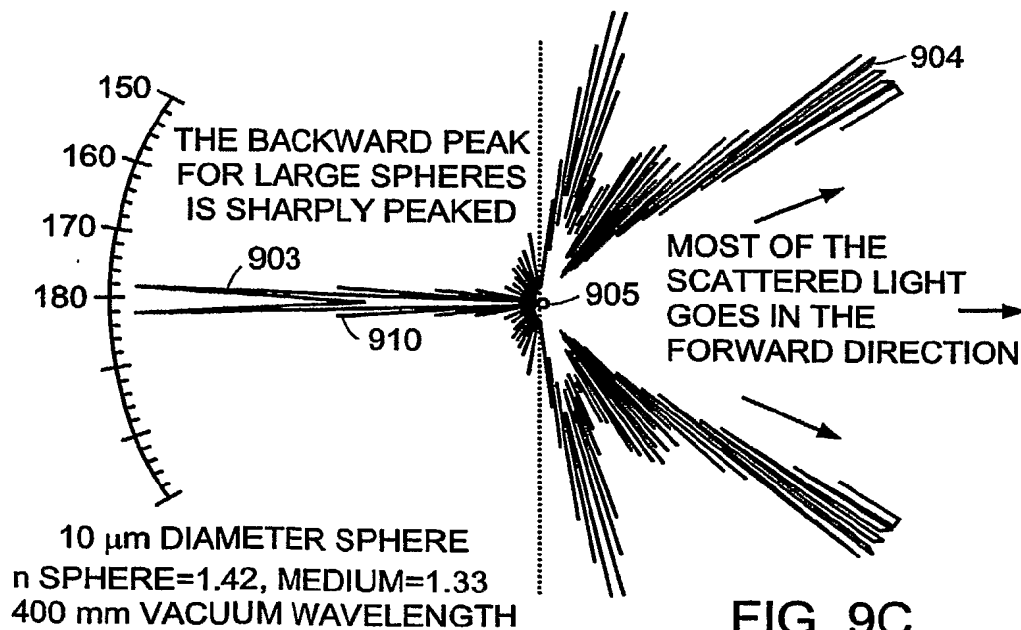 150
160
170
180
THE BACKWARD PEAK
FOR LARGE SPHERES
IS SHARPLY PEAKED
903
910
904
905
MOST OF THE
SCATTERED LIGHT
GOES IN THE
FORWARD DIRECTION
10 μm DIAMETER SPHERE
n SPHERE=1.42, MEDIUM=1.33
400 mm VACUUM WAVELENGTH
FIG. 9C